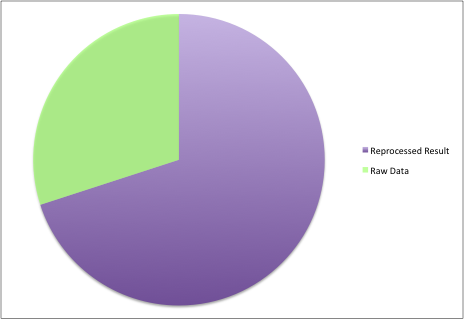 Reprocessed Result
Raw Data